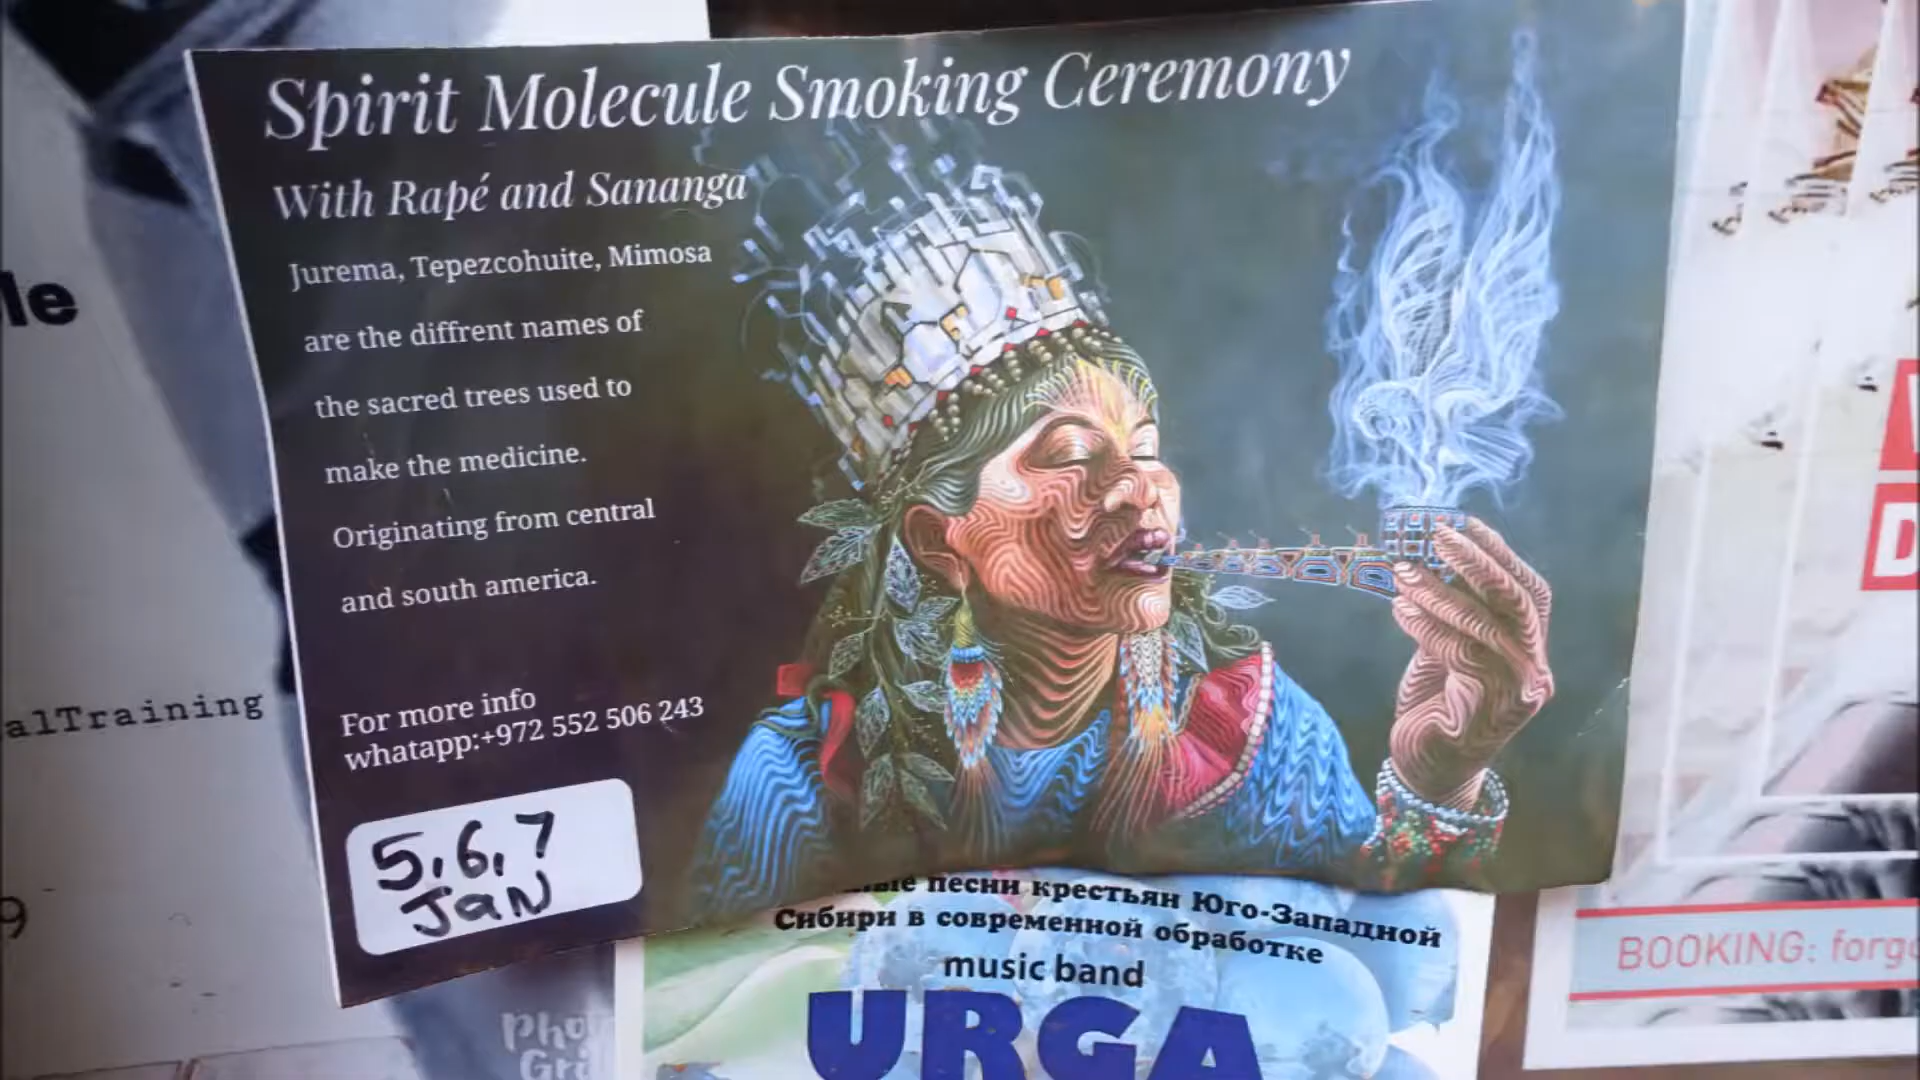 Spirit Molecule Smoking Ceremony
With Rapé and Sananga
Jurema, Tepezcohuite, Mimosa
are the diffrent names of
the sacred trees used to
make the medicine.
Originating from central
and south america.
For more info
whatapp:+972 552 506 243
5,6,7
JaN
песни крестьян Юго-Западной
Сибири в современной обработке
music band
URGA
le
alTraining
9
BOOKING:
D